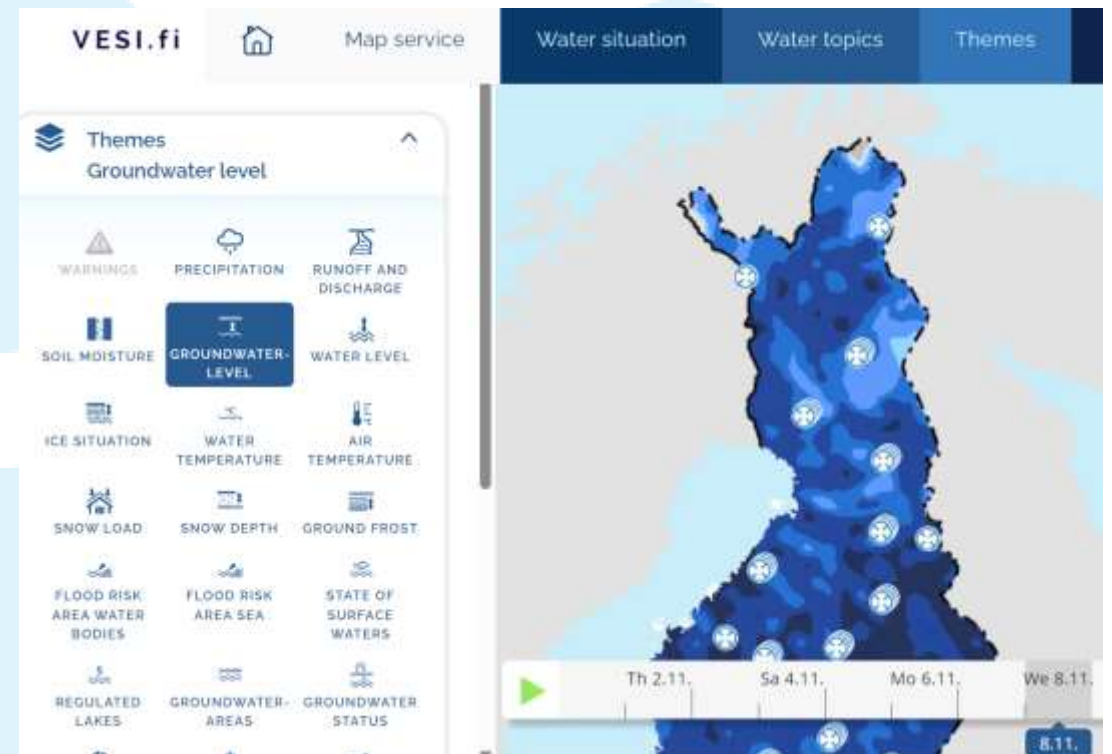 VESI.fi
Map service
Water situation
Water topics
Themes
Themes
Groundwater level
WARNINGS
PRECIPITATION
RUNOFF AND
DISCHARGE
SOIL MOISTURE
GROUNDWATER-
LEVEL
WATER LEVEL
ICE SITUATION
WATER
TEMPERATURE
AIR
TEMPERATURE
SNOW LOAD
SNOW DEPTH
GROUND FROST
FLOOD RISK
AREA WATER
BODIES
FLOOD RISK
AREA SEA
STATE OF
SURFACE
WATERS
REGULATED
LAKES
GROUNDWATER-
AREAS
GROUNDWATER
STATUS
Th 2.11.
Sa 4.11.
Mo 6.11.
We 8.11.
8.11.